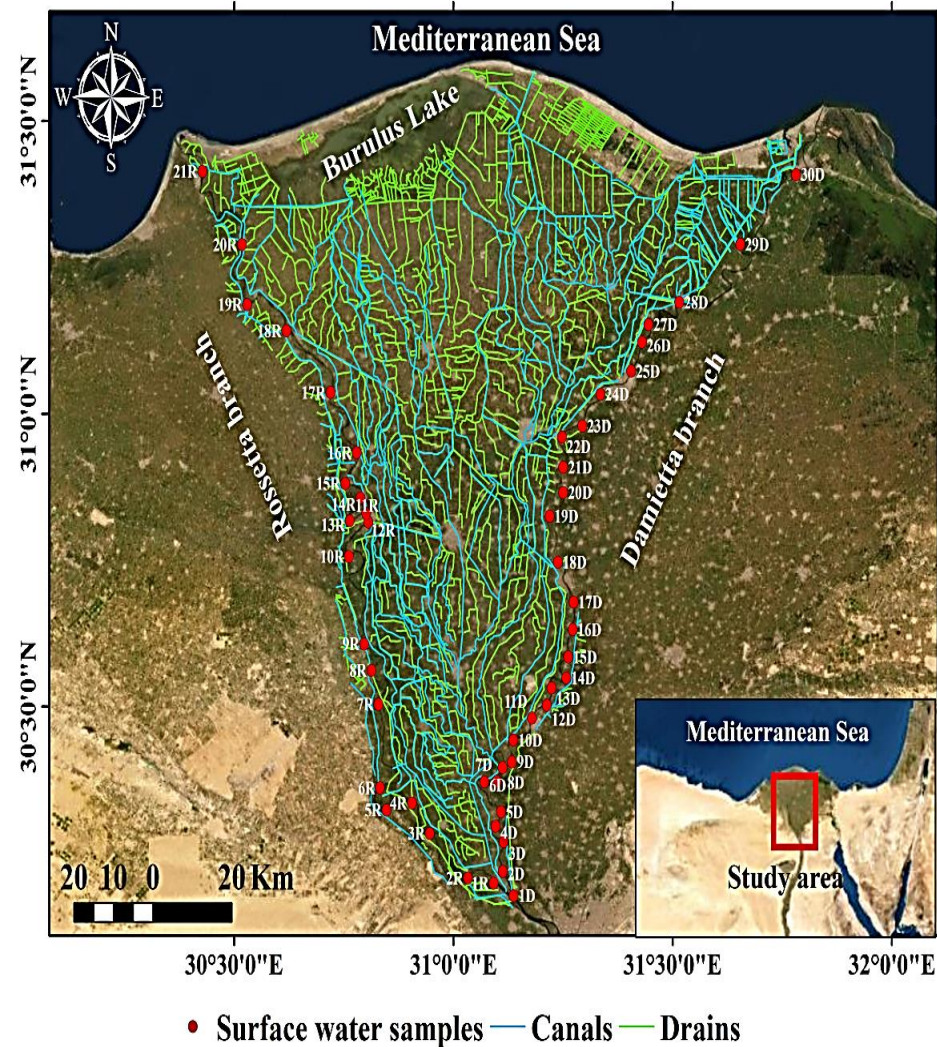 Mediterranean Sea
N
W
E
S
Burulus Lake
31°30'0"N
31°0'0"N
30°30'0"N
21R
30D
20R
29D
19R
28D
18R
27D
26D
25D
17R
24D
23D
22D
16R
21D
15R
20D
14R
11R
19D
13R
12R
10R
18D
17D
16D
9R
15D
8R
14D
7R
11D
13D
12D
10D
7D
9D
6D
8D
6R
4R
5R
5D
3R
4D
3D
2R
1R
2D
1D
Rossetta branch
Damietta branch
20 10 0 20 Km
Mediterranean Sea
Study area
30°30'0"E
31°0'0"E
31°30'0"E
32°0'0"E
Surface water samples
Canals
Drains